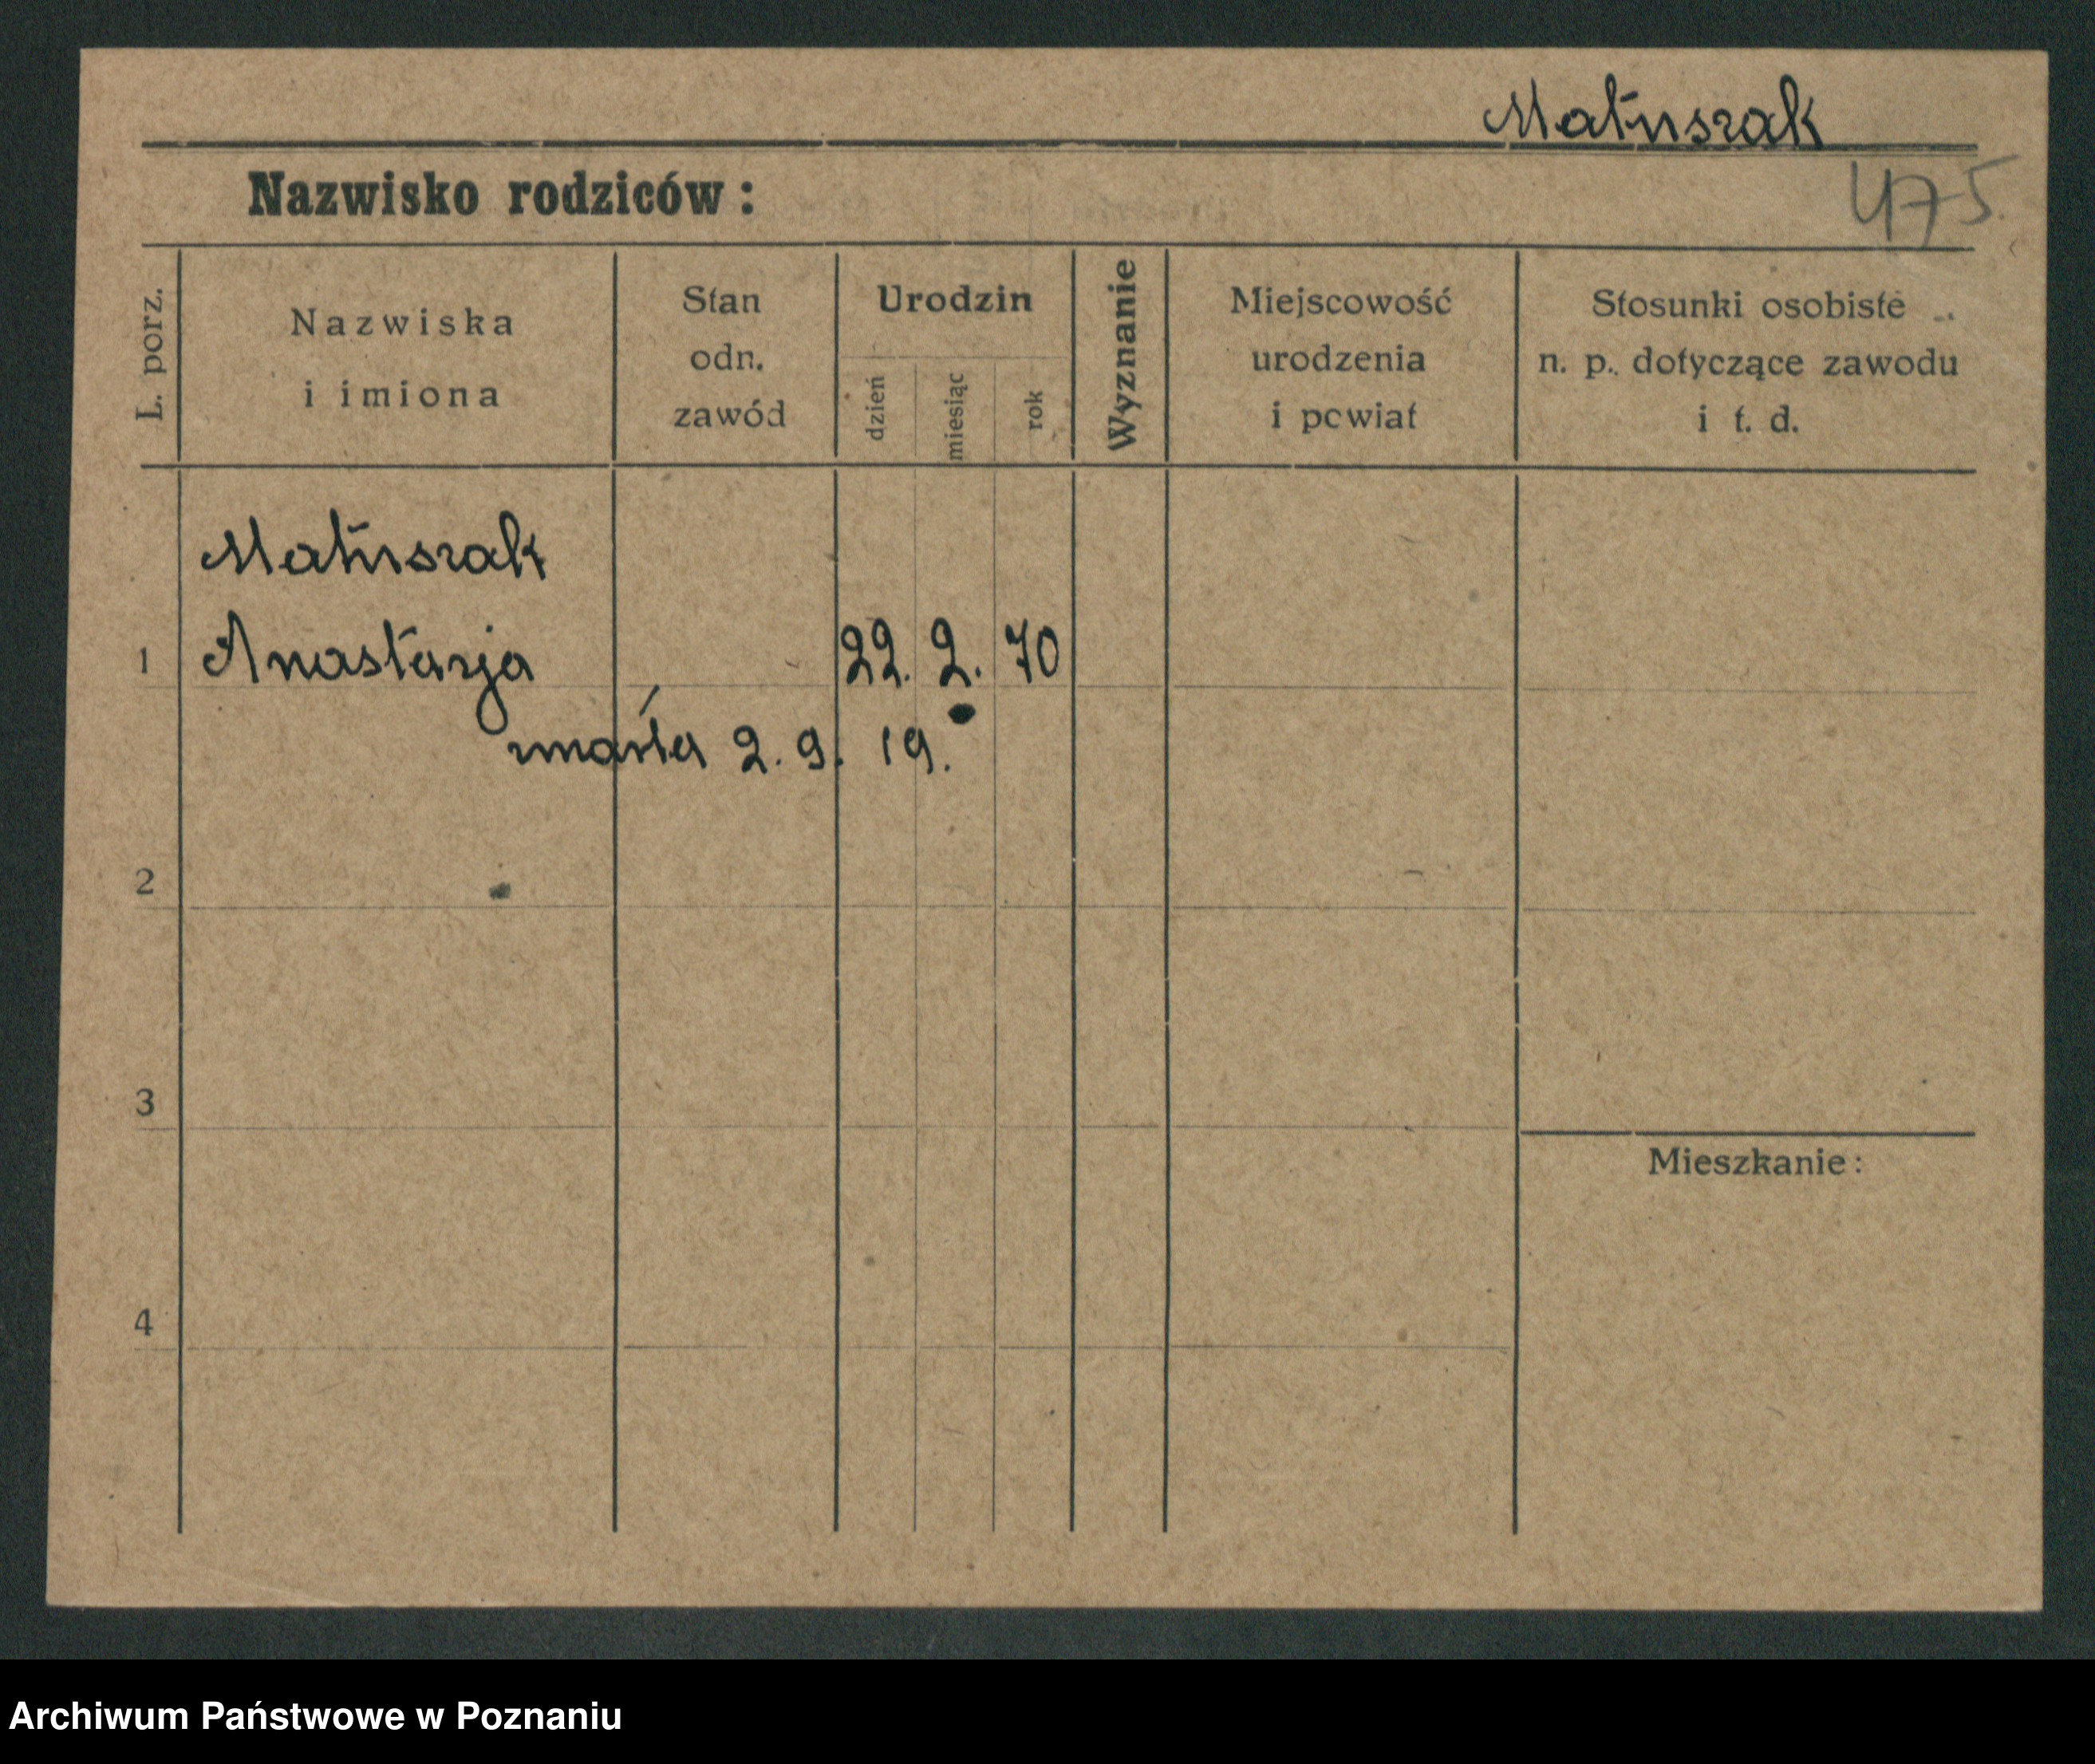 Matuszak
Nazwisko rodziców:
475.
L. porz.
Nazwiska
i imiona
Stan
odn.
zawód
Urodzin
dzień
miesiąc
rok
Wyznanie
Miejscowość
urodzenia
i powiat
Stosunki osobiste
n. p. dotyczące zawodu
i t. d.
Matuszak
1 Anastazja 22. 2. 70
zmarła 2. 9. 19.
2
3
Mieszkanie:
4
Archiwum Państwowe w Poznaniu